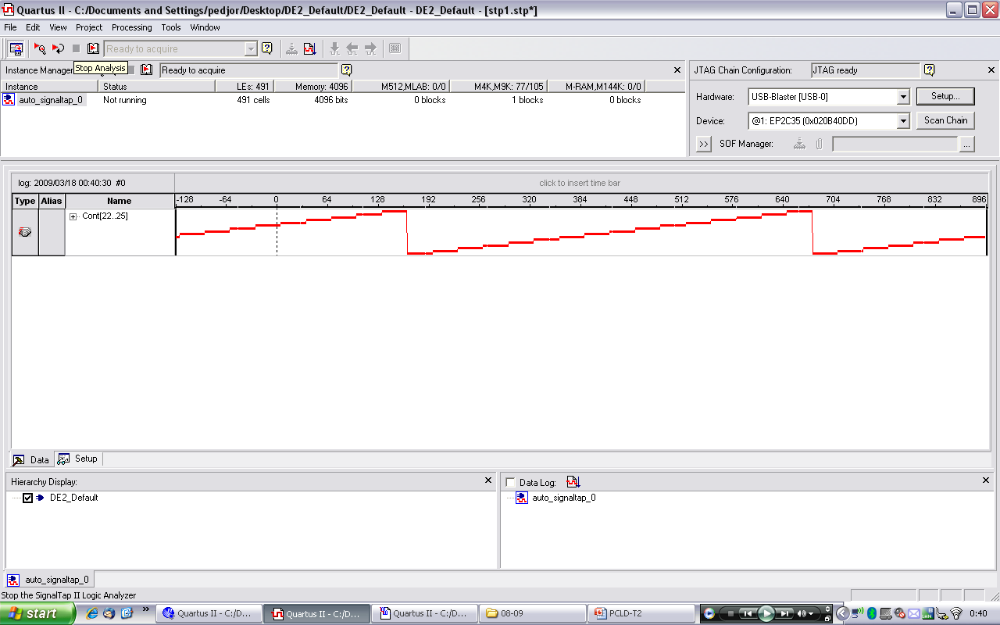 Quartus II - C:/Documents and Settings/pedjor/Desktop/DE2_Default/DE2_Default - DE2_Default - [stp1.stp*]
File Edit View Project Processing Tools Window
Ready to acquire
Instance Manager Stop Analysis Ready to acquire
Instance Status LEs: 491 Memory: 4096 M512,MLAB: 0/0 M4K,M9K: 77/105 M-RAM,M144K: 0/0
auto_signaltap_0 Not running 491 cells 4096 bits 0 blocks 1 blocks 0 blocks
JTAG Chain Configuration: JTAG ready
Hardware: USB-Blaster [USB-0] Setup...
Device: @1: EP2C35 (0x020B40DD) Scan Chain
>> SOF Manager: ...
log: 2009/03/18 00:40:30 #0 click to insert time bar
Type Alias Name -128 -64 0 64 128 192 256 320 384 448 512 576 640 704 768 832 896
Cont[22..25]
Data Setup
Hierarchy Display:
DE2_Default
Data Log:
auto_signaltap_0
auto_signaltap_0
Stop the SignalTap II Logic Analyzer
start Quartus II - C:/D... Quartus II - C:/D... Quartus II - C:/D... 08-09 PCLD-T2 0:40